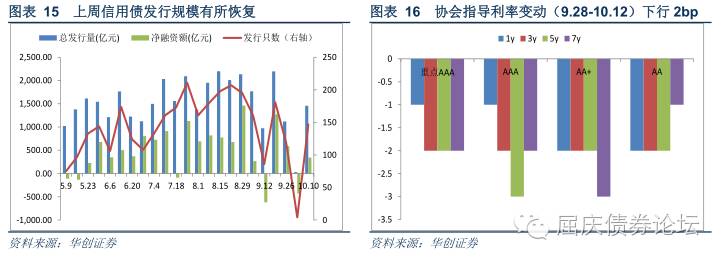 图表 15 上周信用债发行规模有所恢复
总发行量(亿元) 净融资额(亿元) 发行只数（右轴）
2,500.00
2,000.00
1,500.00
1,000.00
500.00
0.00
-500.00
-1,000.00
250
200
150
100
50
0
5.9 5.23 6.6 6.20 7.4 7.18 8.1 8.15 8.29 9.12 9.26 10.10
资料来源：华创证券
图表 16 协会指导利率变动（9.28-10.12）下行 2bp
1y 3y 5y 7y
0
-0.5
-1
-1.5
-2
-2.5
-3
-3.5
重点AAA AAA AA+ AA
资料来源：华创证券
屈庆债券论坛